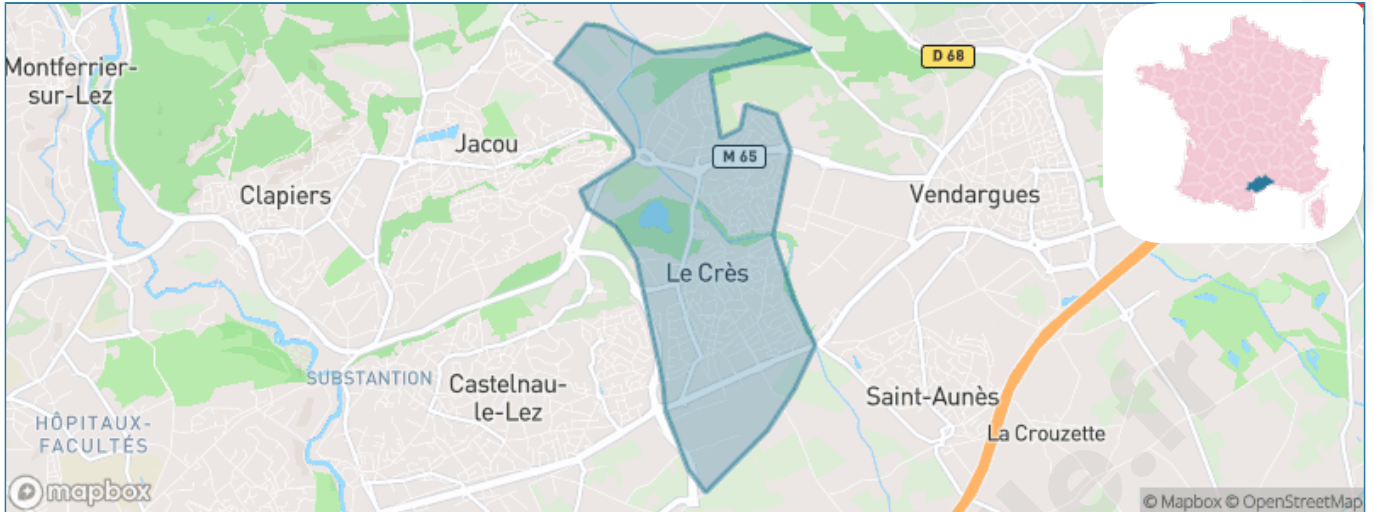 Montferrier-
sur-Lez
D 68
Jacou
M 65
Clapiers
Vendargues
Le Crès
SUBSTANTION
Castelnau-
le-Lez
Saint-Aunès
HÔPITAUX-
FACULTÉS
La Crouzette
mapbox
© Mapbox © OpenStreetMap